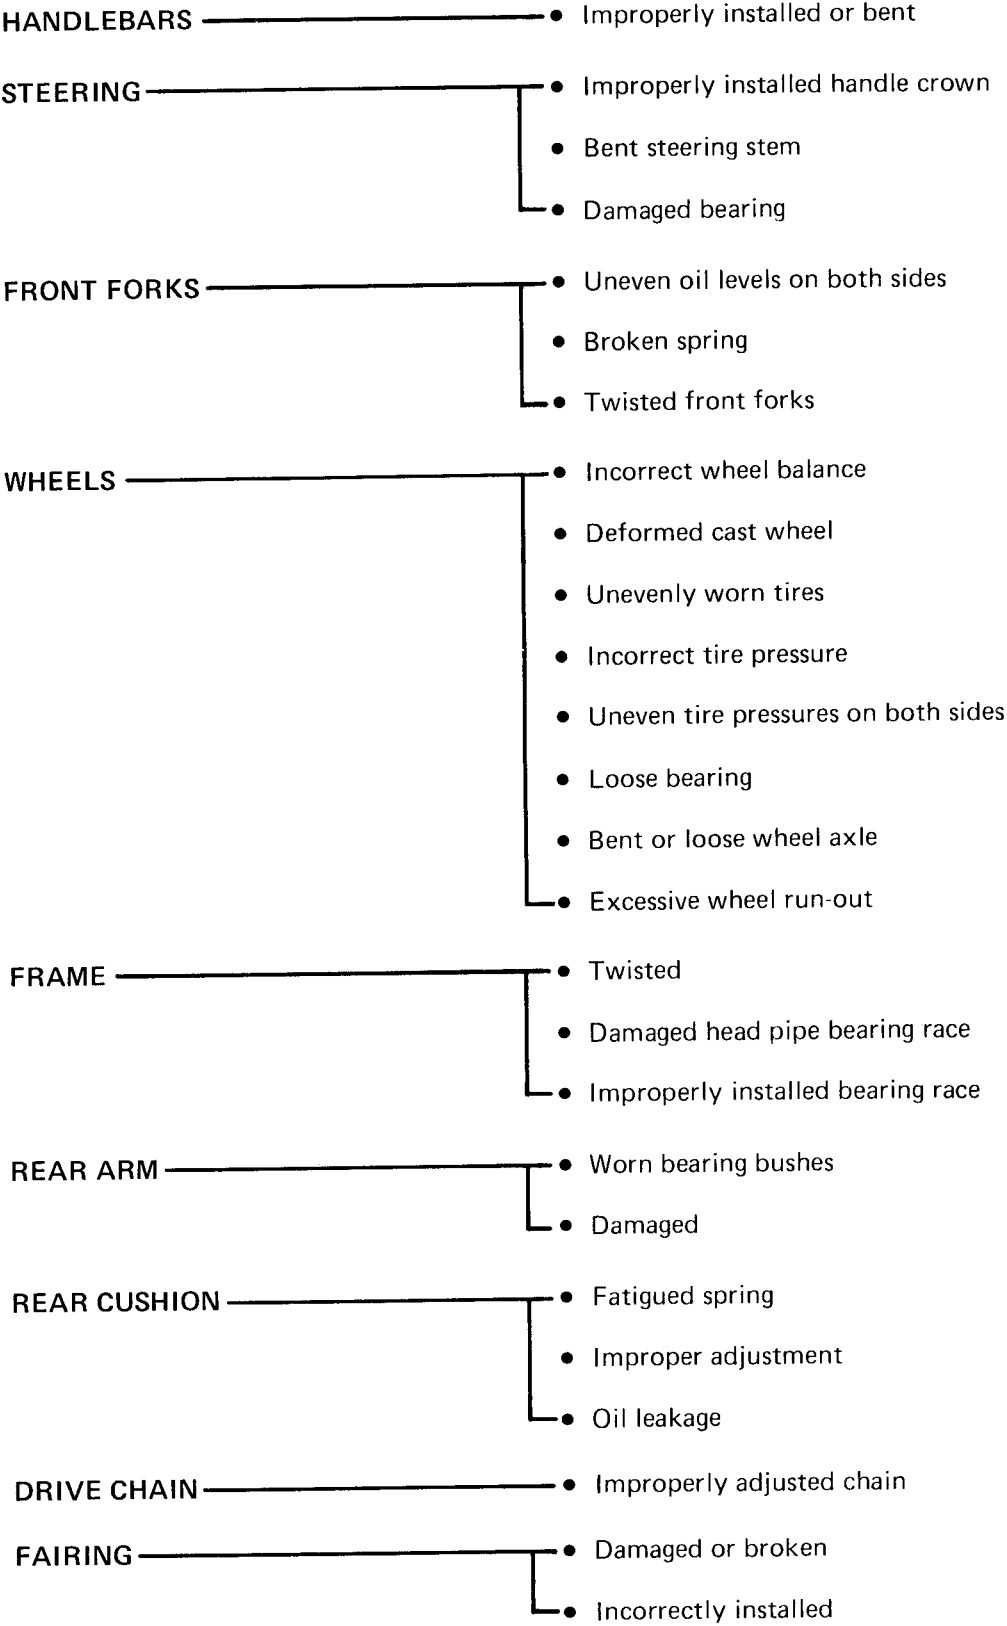 HANDLEBARS • Improperly installed or bent
STEERING • Improperly installed handle crown
• Bent steering stem
• Damaged bearing
FRONT FORKS • Uneven oil levels on both sides
• Broken spring
• Twisted front forks
WHEELS • Incorrect wheel balance
• Deformed cast wheel
• Unevenly worn tires
• Incorrect tire pressure
• Uneven tire pressures on both sides
• Loose bearing
• Bent or loose wheel axle
• Excessive wheel run-out
FRAME • Twisted
• Damaged head pipe bearing race
• Improperly installed bearing race
REAR ARM • Worn bearing bushes
• Damaged
REAR CUSHION • Fatigued spring
• Improper adjustment
• Oil leakage
DRIVE CHAIN • Improperly adjusted chain
FAIRING • Damaged or broken
• Incorrectly installed